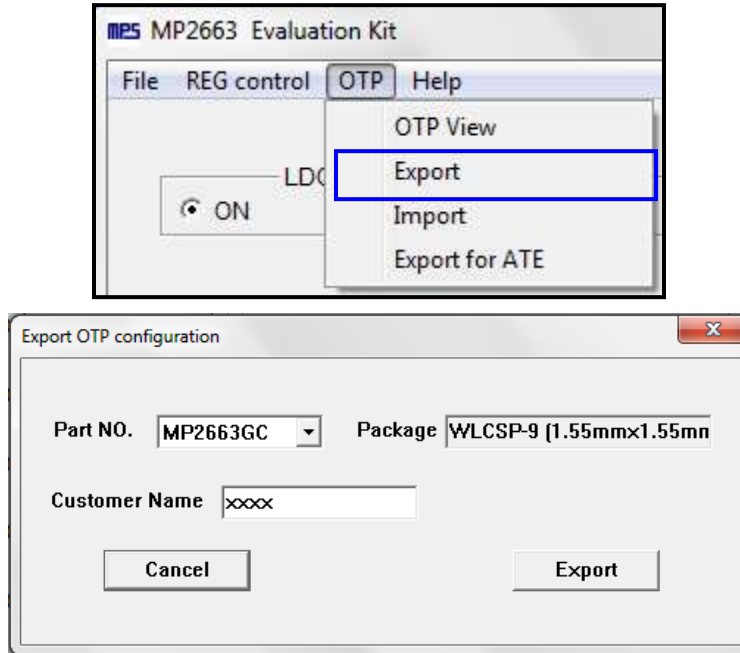 mps MP2663 Evaluation Kit
File REG control OTP Help
OTP View
Export
Import
Export for ATE
ON
Export OTP configuration
Part NO. MP2663GC Package WLCSP-9 (1.55mmx1.55mm
Customer Name xxxx
Cancel Export